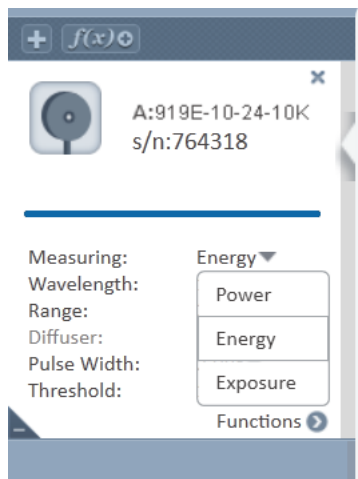 f(x)
A:919E-10-24-10K
s/n:764318
Measuring: Energy
Wavelength:
Power
Range:
Diffuser:
Energy
Pulse Width:
Threshold:
Exposure
Functions